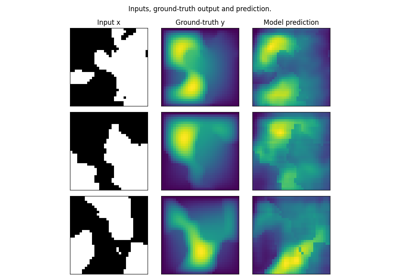 Inputs, ground-truth output and prediction.
Input x
Ground-truth y
Model prediction